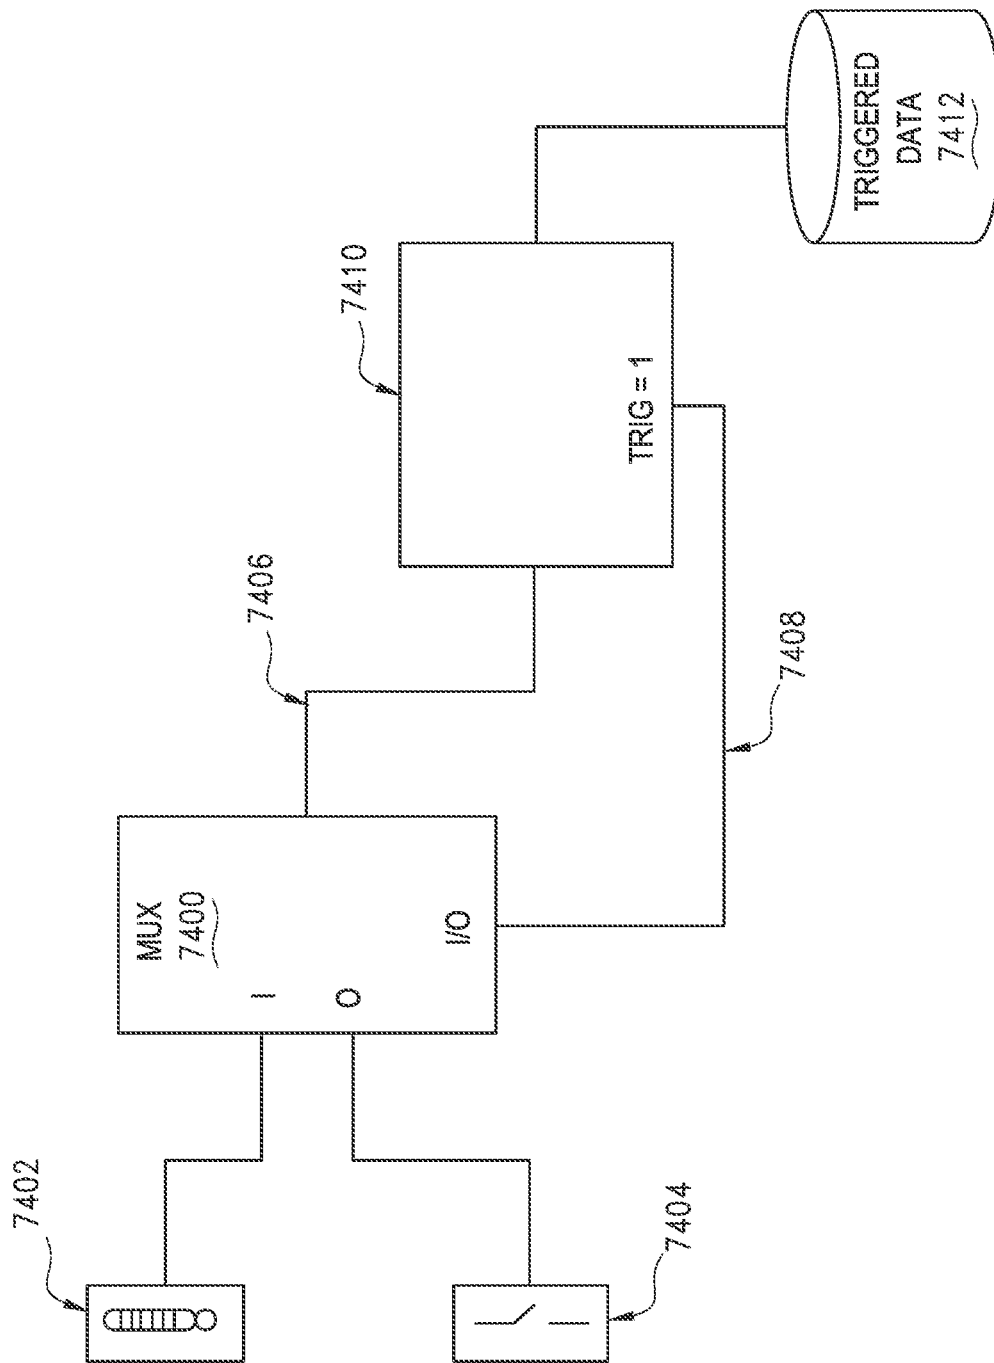 7402
7404
MUX
7400
I
O
I/O
7406
7408
7410
TRIG = 1
TRIGGERED
DATA
7412